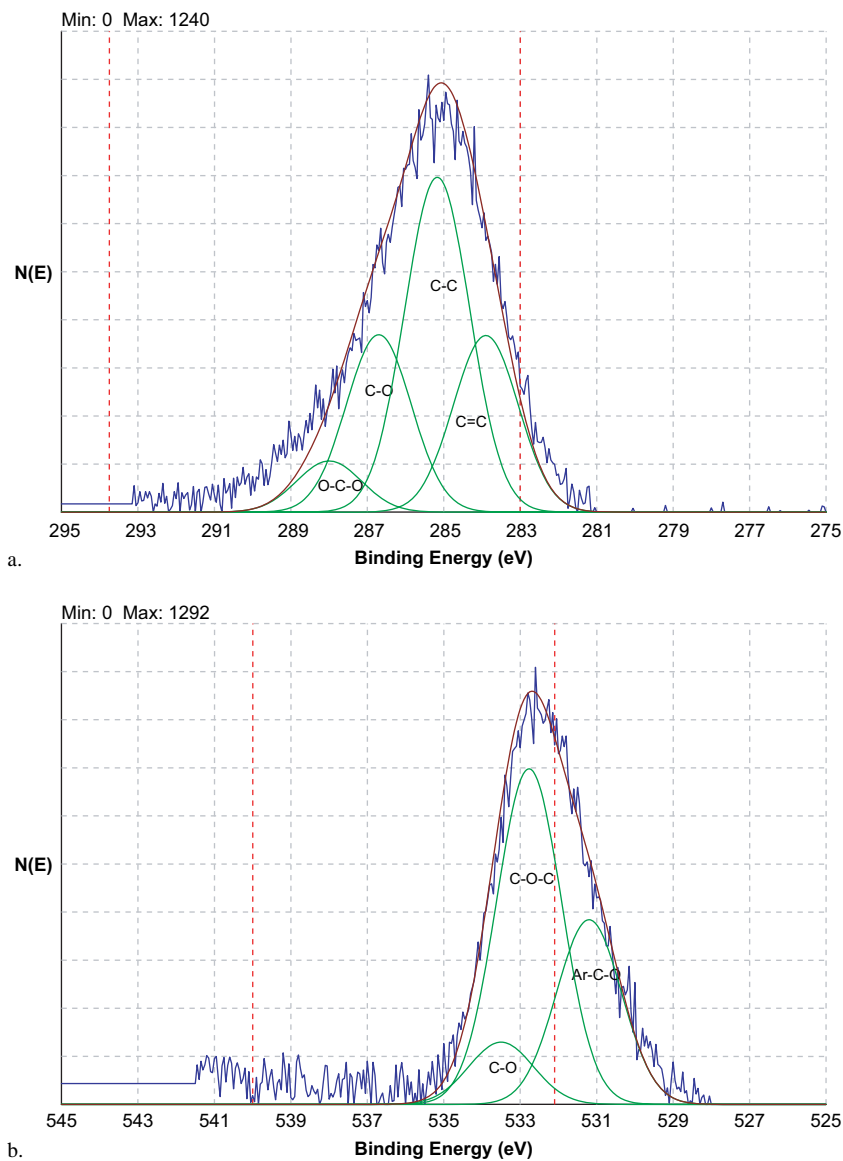 Min: 0 Max: 1240
N(E)
C-C
C-O
C=C
O-C-O
295 293 291 289 287 285 283 281 279 277 275
Binding Energy (eV)
a.
Min: 0 Max: 1292
N(E)
C-O-C
Ar-C-O
C-O
545 543 541 539 537 535 533 531 529 527 525
Binding Energy (eV)
b.